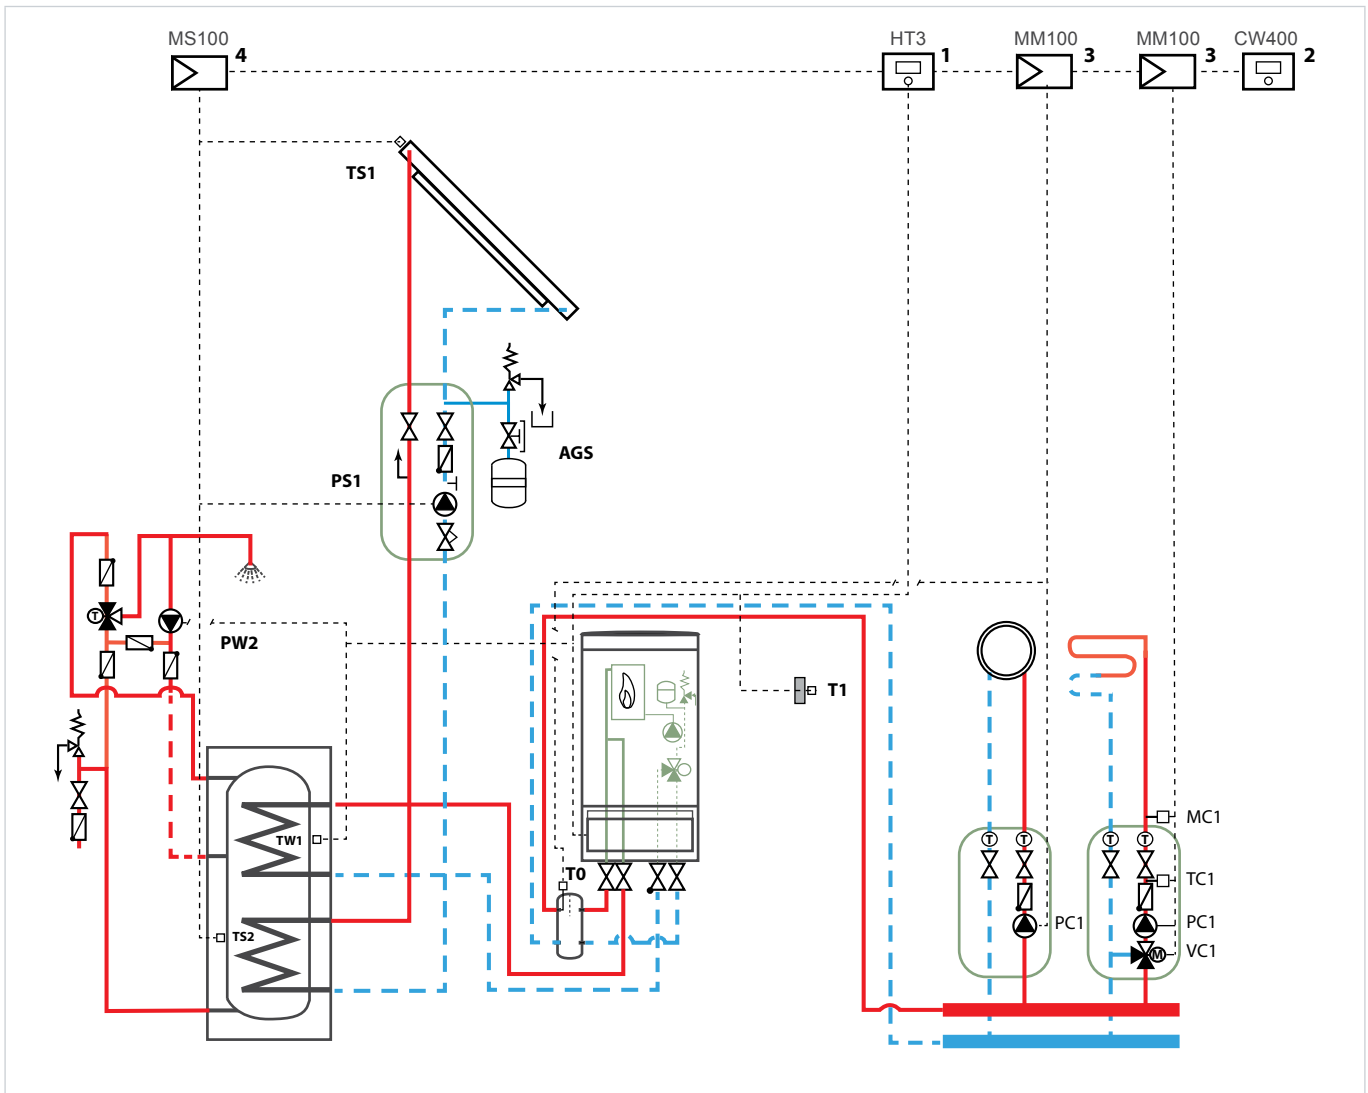 MS100 4
HT3 1
MM100 3
MM100 3
CW400 2
TS1
AGS
PS1
T
PW2
T1
TW1
T0
TS2
MC1
T T T T
TC1
PC1
PC1
VC1
M